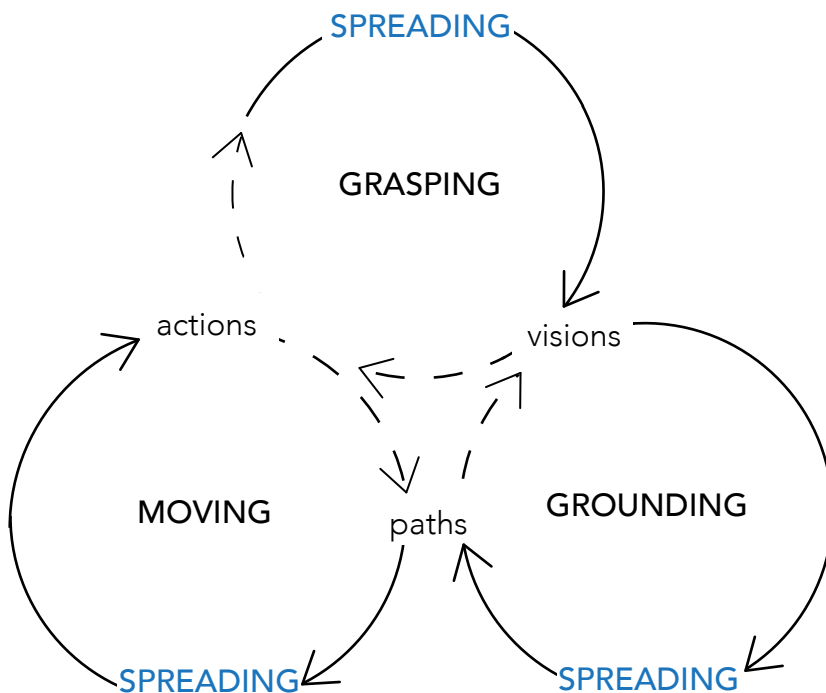 SPREADING
GRASPING
actions
visions
MOVING
GROUNDING
paths
SPREADING
SPREADING